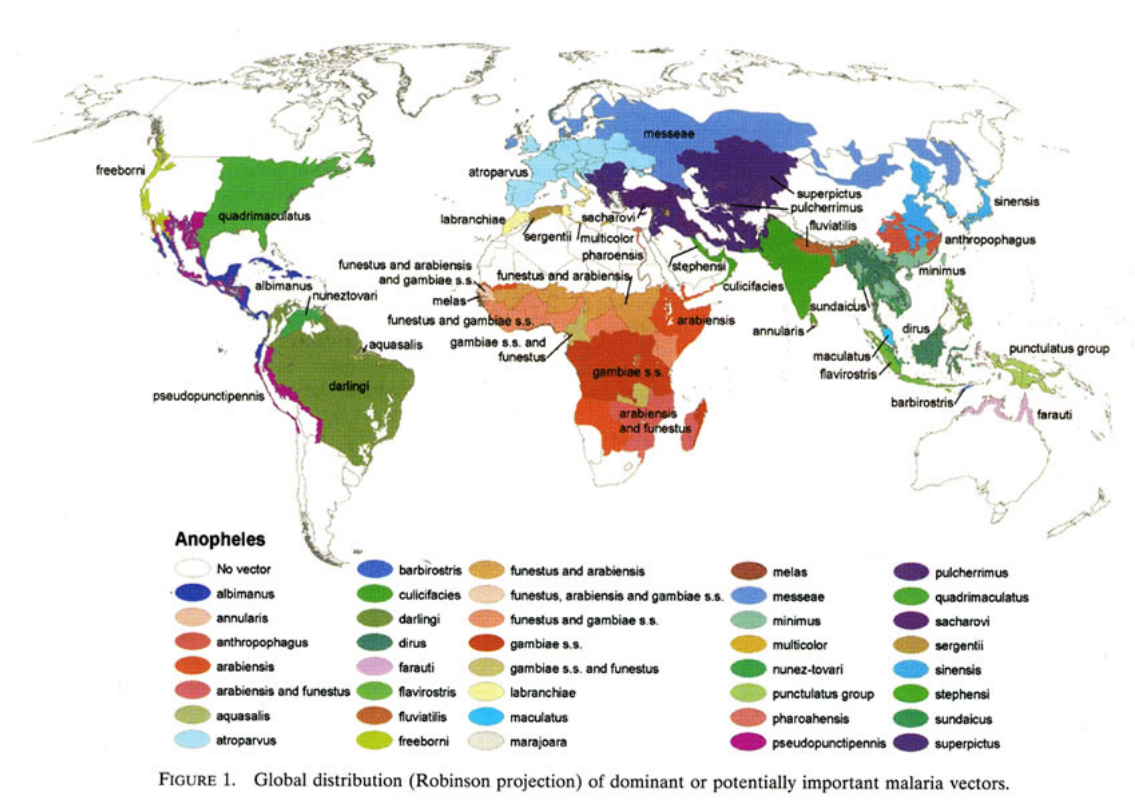 messeae
freeborni
atroparvus
superpictus
pulcherrimus
sinensis
quadrimaculatus
labranchiae
sacharovi
fluviatilis
sergentii
multicolor
anthropophagus
pharoensis
funestus and arabiensis
and gambiae s.s.
funestus and arabiensis
stephensi
minimus
albimanus
nuneztovari
melas
culicifacies
sundaicus
funestus and gambiae s.s.
arabiensis
annularis
dirus
aquasalis
gambiae s.s. and
funestus
maculatus
punctulatus group
gambiae s.s.
flavirostris
darlingi
pseudopunctipennis
barbirostris
farauti
arabiensis
and funestus
Anopheles
No vector
albimanus
annularis
anthropophagus
arabiensis
arabiensis and funestus
aquasalis
atroparvus
barbirostris
culicifacies
darlingi
dirus
farauti
flavirostris
fluviatilis
freeborni
funestus and arabiensis
funestus, arabiensis and gambiae s.s.
funestus and gambiae s.s.
gambiae s.s.
gambiae s.s. and funestus
labranchiae
maculatus
marajoara
melas
messeae
minimus
multicolor
nunez-tovari
punctulatus group
pharoahensis
pseudopunctipennis
pulcherrimus
quadrimaculatus
sacharovi
sergentii
sinensis
stephensi
sundaicus
superpictus
FIGURE 1. Global distribution (Robinson projection) of dominant or potentially important malaria vectors.